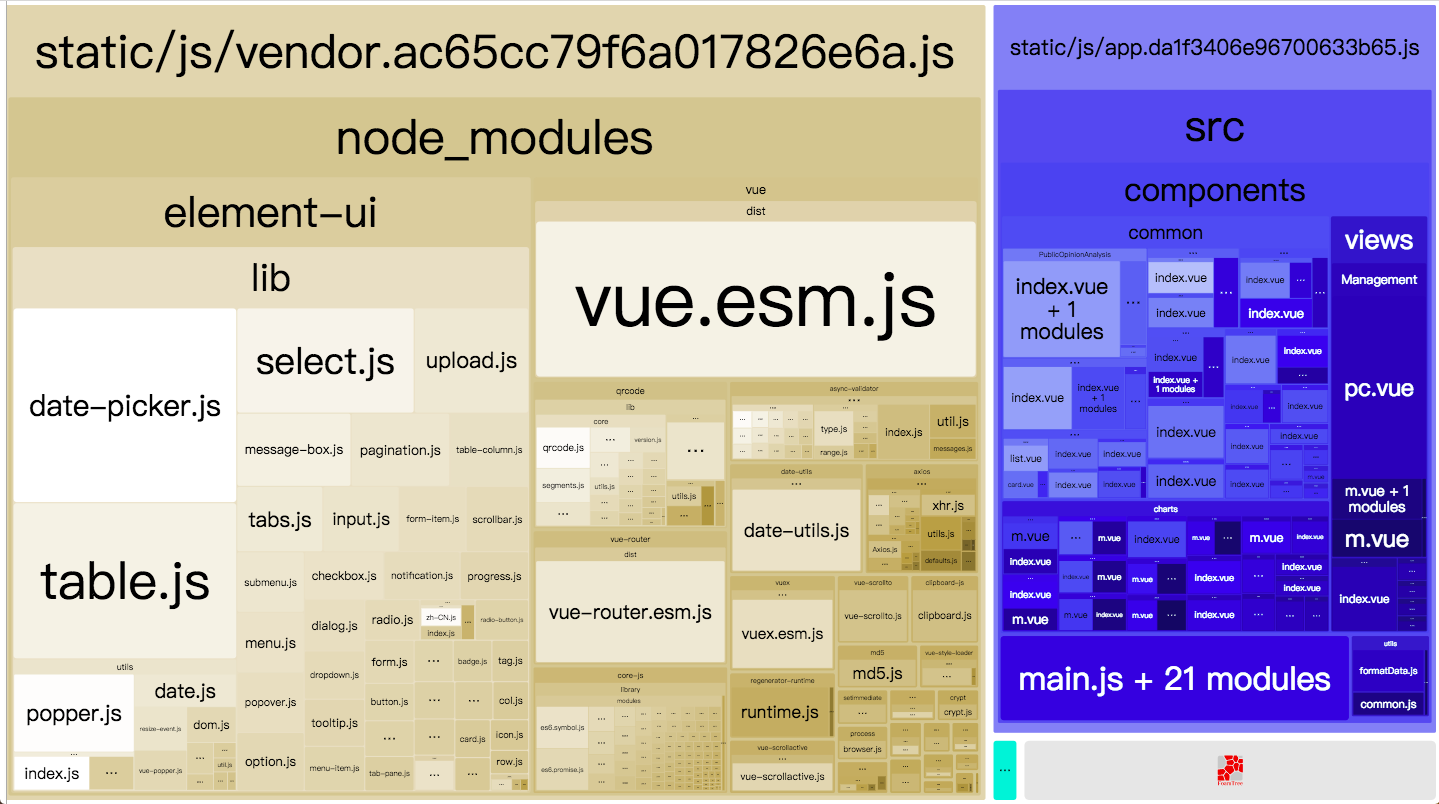 static/js/vendor.ac65cc79f6a017826e6a.js
node_modules
element-ui
lib
date-picker.js
select.js
upload.js
message-box.js
pagination.js
table-column.js
tabs.js
input.js
form-item.js
scrollbar.js
table.js
submenu.js
checkbox.js
notification.js
progress.js
menu.js
dialog.js
radio.js
zh-CN.js
...
index.js
radio-button.js
form.js
...
badge.js
tag.js
dropdown.js
popover.js
button.js
...
col.js
tooltip.js
...
card.js
icon.js
option.js
menu-item.js
tab-pane.js
...
row.js
utils
popper.js
date.js
resize-event.js
dom.js
...
index.js
...
vue-popper.js
util.js
vue
dist
vue.esm.js
qrcode
lib
core
qrcode.js
...
version.js
segments.js
utils.js
...
...
utils.js
...
async-validator
...
type.js
range.js
index.js
util.js
messages.js
vue-router
dist
vue-router.esm.js
date-utils
...
date-utils.js
axios
...
xhr.js
utils.js
Axios.js
defaults.js
core-js
library
modules
es6.symbol.js
es6.promise.js
vuex
...
vuex.esm.js
vue-scrollto
...
vue-scrollto.js
clipboard-js
...
clipboard.js
md5
md5.js
vue-style-loader
...
regenerator-runtime
runtime.js
setimmediate
...
crypt
crypt.js
process
browser.js
vue-scrollactive
...
vue-scrollactive.js
static/js/app.da1f3406e96700633b65.js
src
components
common
PublicOpinionAnalysis
index.vue
+ 1
modules
...
index.vue
index.vue
...
index.vue
...
index.vue
...
index.vue
index.vue
+ 1
modules
...
index.vue
index.vue +
1 modules
...
index.vue
index.vue
...
index.vue
...
index.vue
list.vue
index.vue
index.vue
card.vue
index.vue
index.vue
index.vue
index.vue
index.vue
index.vue
...
charts
m.vue
...
m.vue
index.vue
m.vue
...
m.vue
index.vue
index.vue
index.vue
index.vue
m.vue
m.vue
...
index.vue
...
index.vue
index.vue
m.vue
m.vue
index.vue
m.vue
...
index.vue
...
views
Management
pc.vue
m.vue + 1
modules
m.vue
index.vue
...
main.js + 21 modules
utils
formatData.js
common.js
...
FoamTree